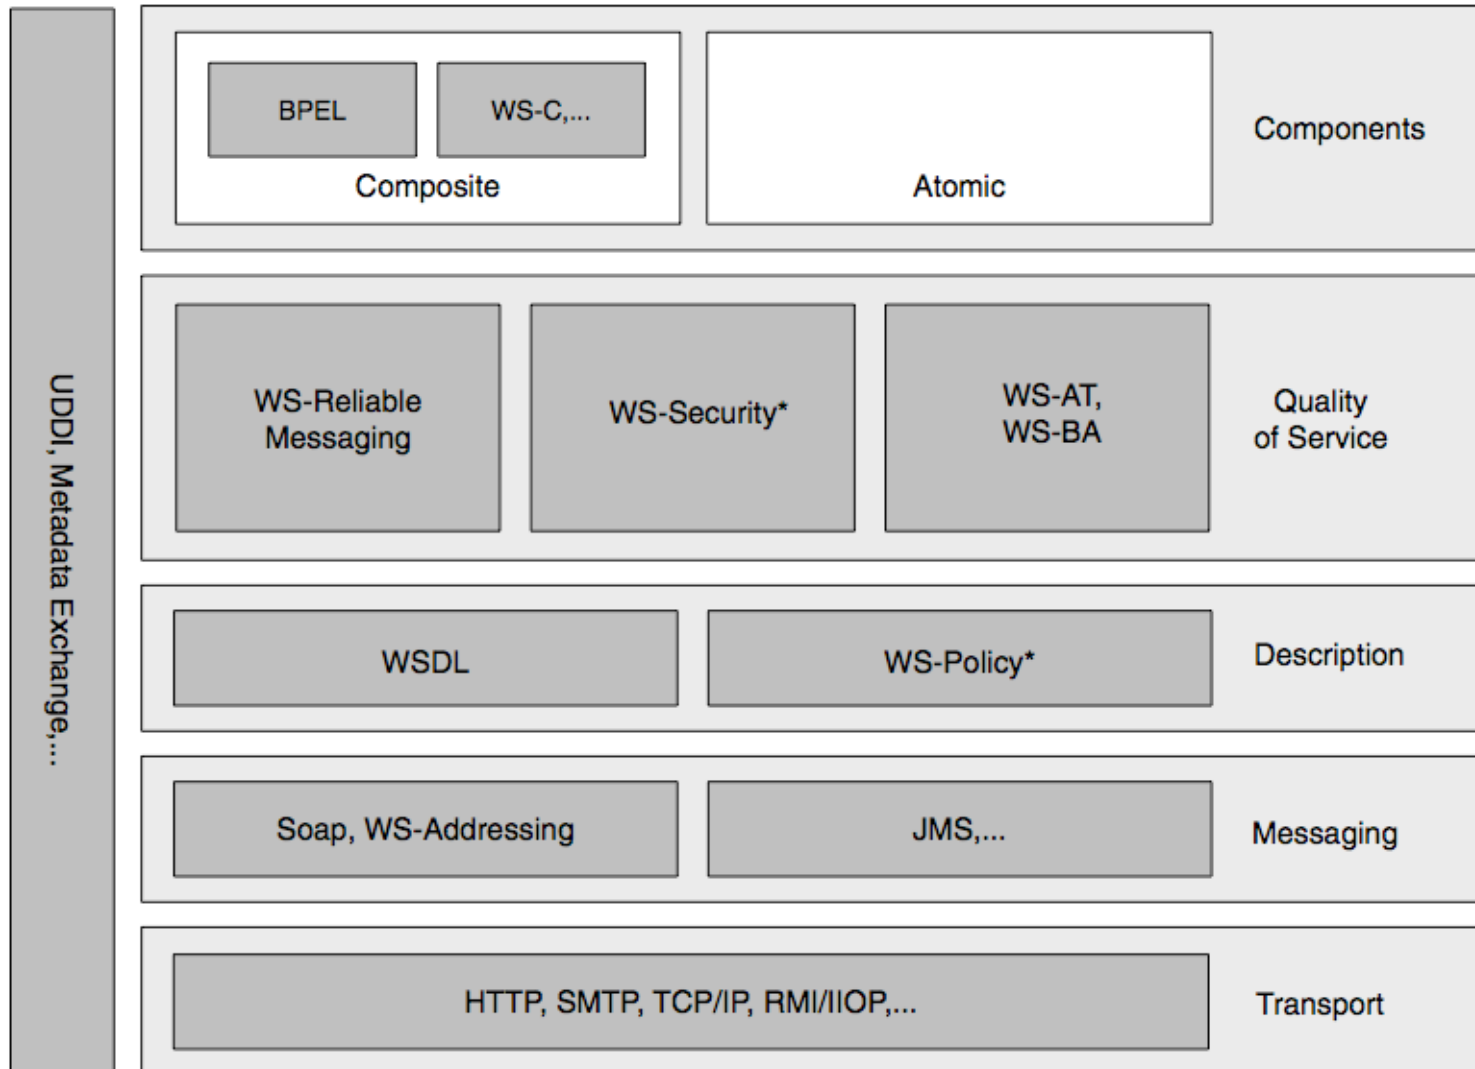 UDDI, Metadata Exchange,...
BPEL
WS-C,...
Composite
Atomic
Components
WS-Reliable
Messaging
WS-Security*
WS-AT,
WS-BA
Quality
of Service
WSDL
WS-Policy*
Description
Soap, WS-Addressing
JMS,...
Messaging
HTTP, SMTP, TCP/IP, RMI/IIOP,...
Transport